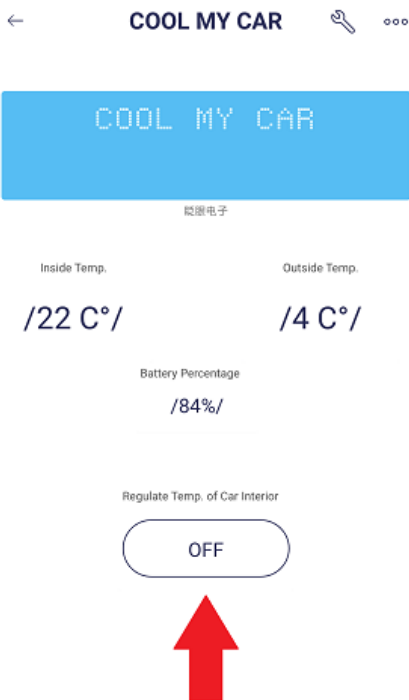 COOL MY CAR
COOL MY CAR
眨眼电子
Inside Temp.
Outside Temp.
/22 C°/
/4 C°/
Battery Percentage
/84%/
Regulate Temp. of Car Interior
OFF